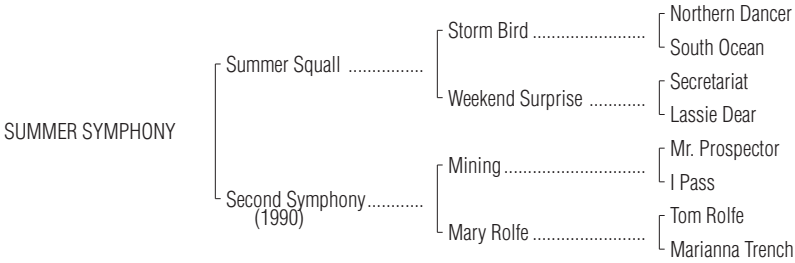 Northern Dancer
Storm Bird ........................
South Ocean
Summer Squall ................
Secretariat
Weekend Surprise ............
Lassie Dear
SUMMER SYMPHONY
Mr. Prospector
Mining ..............................
I Pass
Second Symphony............
(1990)
Tom Rolfe
Mary Rolfe ........................
Marianna Trench